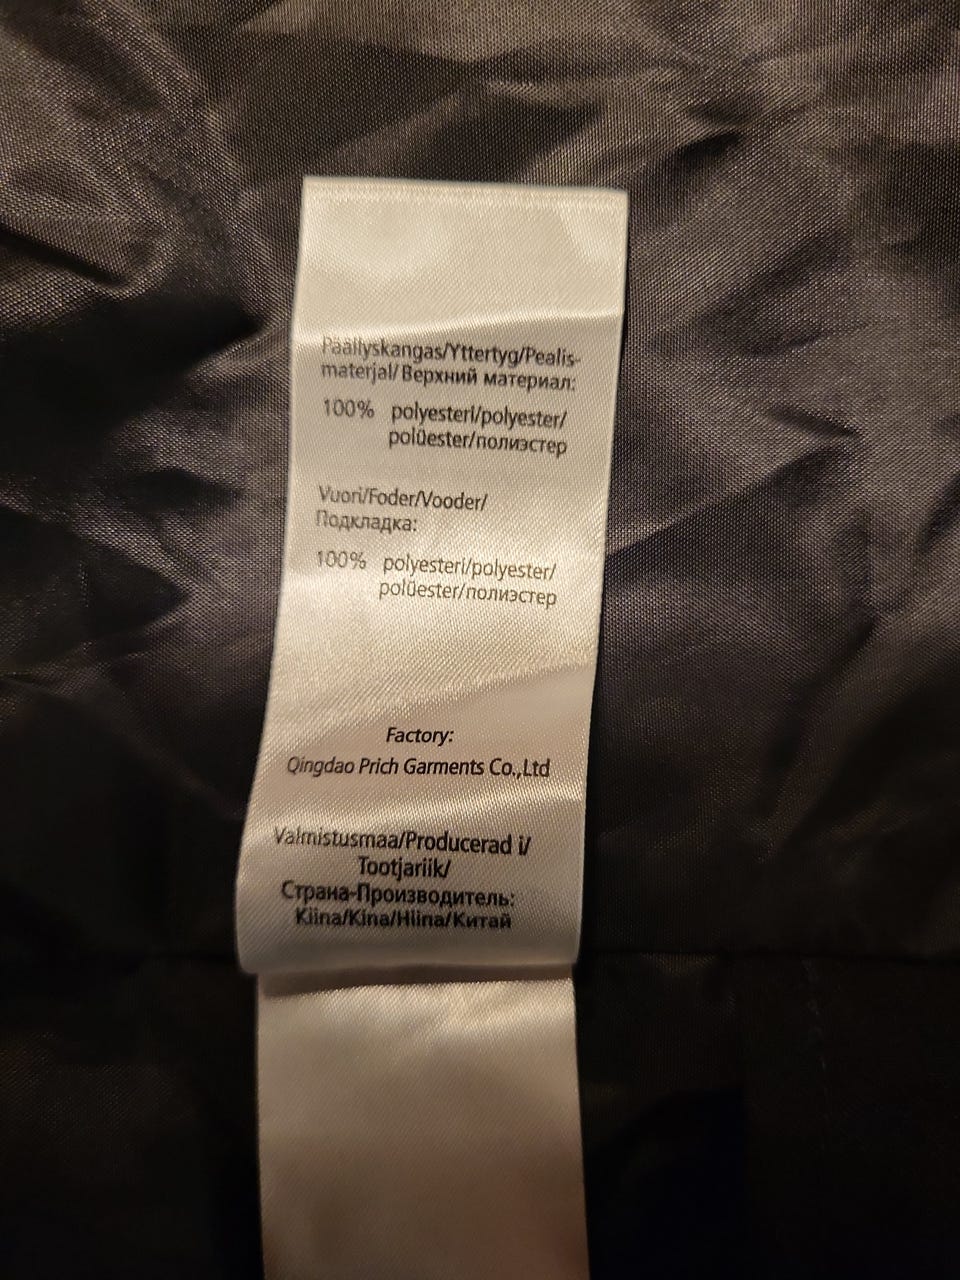 Päällyskangas/Yttertyg/Pealis-
materjal/Верхний материал:
100% polyesteri/polyester/
polüester/полиэстер
Vuori/Foder/Vooder/
Подкладка:
100% polyesteri/polyester/
polüester/полиэстер
Factory:
Qingdao Prich Garments Co.,Ltd
Valmistusmaa/Producerad i/
Tootjariik/
Страна-Производитель:
Kiina/Kina/Hiina/Китай